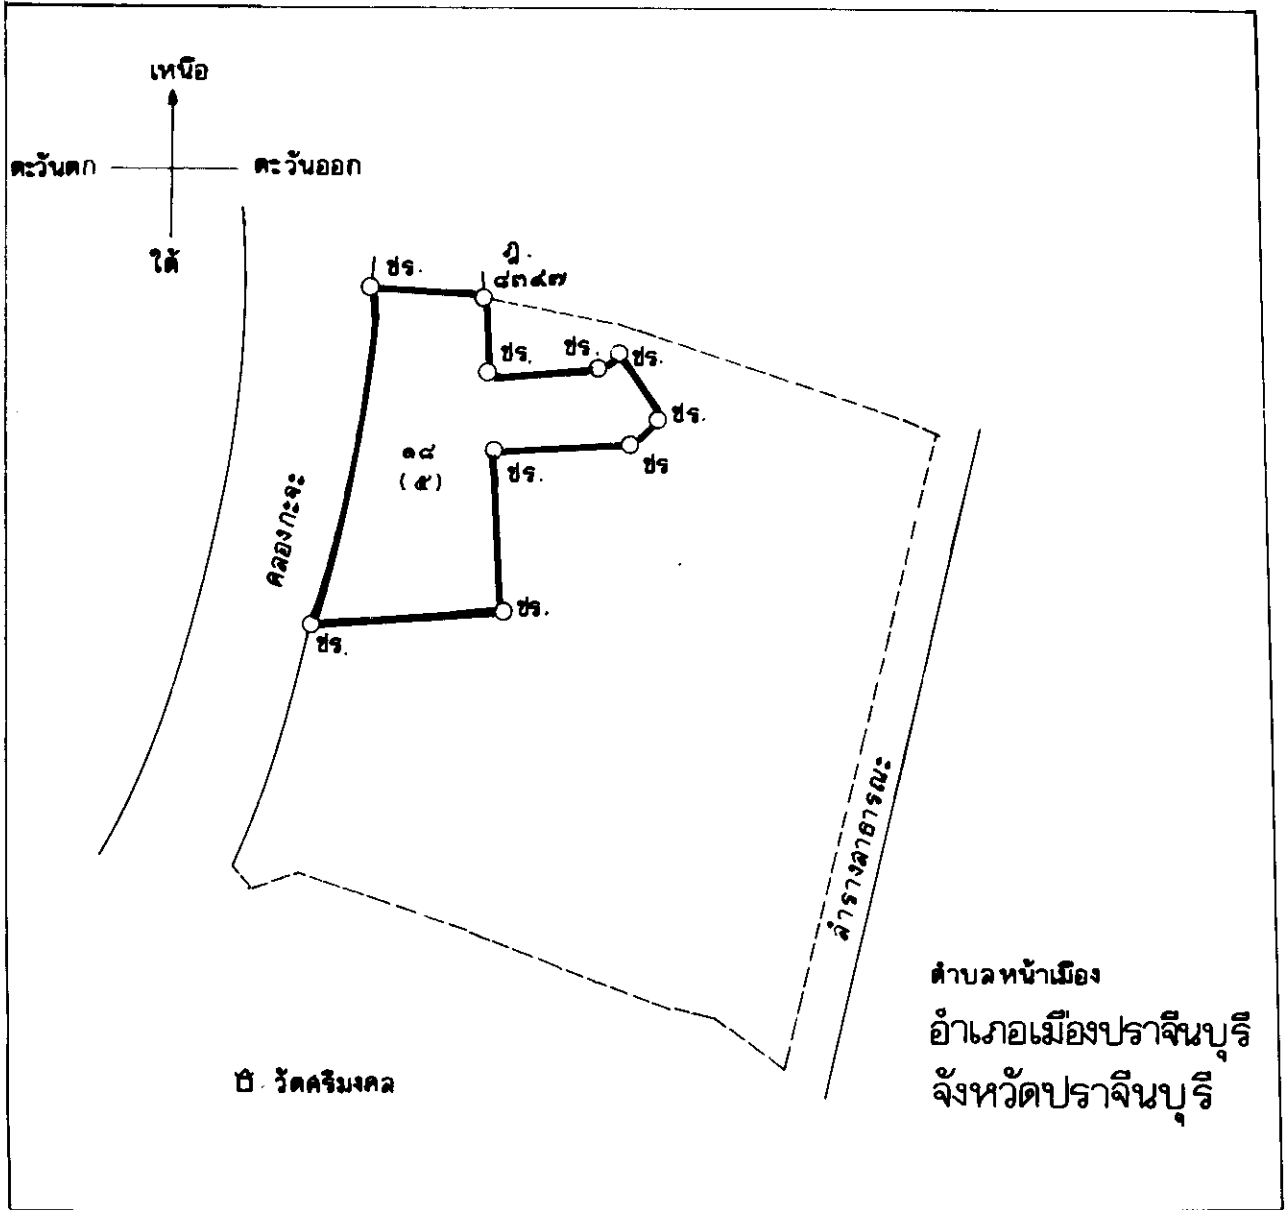 เหนือ
ตะวันตก
ตะวันออก
ใต้
ฎ.
๘๓๔๗
ชร.
ชร.
ชร.
ชร.
ชร.
ชร
ชร.
ชร.
ชร.
๑๘
(๕)
คลองกะจะ
ลำรางสาธารณะ
ตำบลหน้าเมือง
อำเภอเมืองปราจีนบุรี
จังหวัดปราจีนบุรี
วัดศรีมงคล